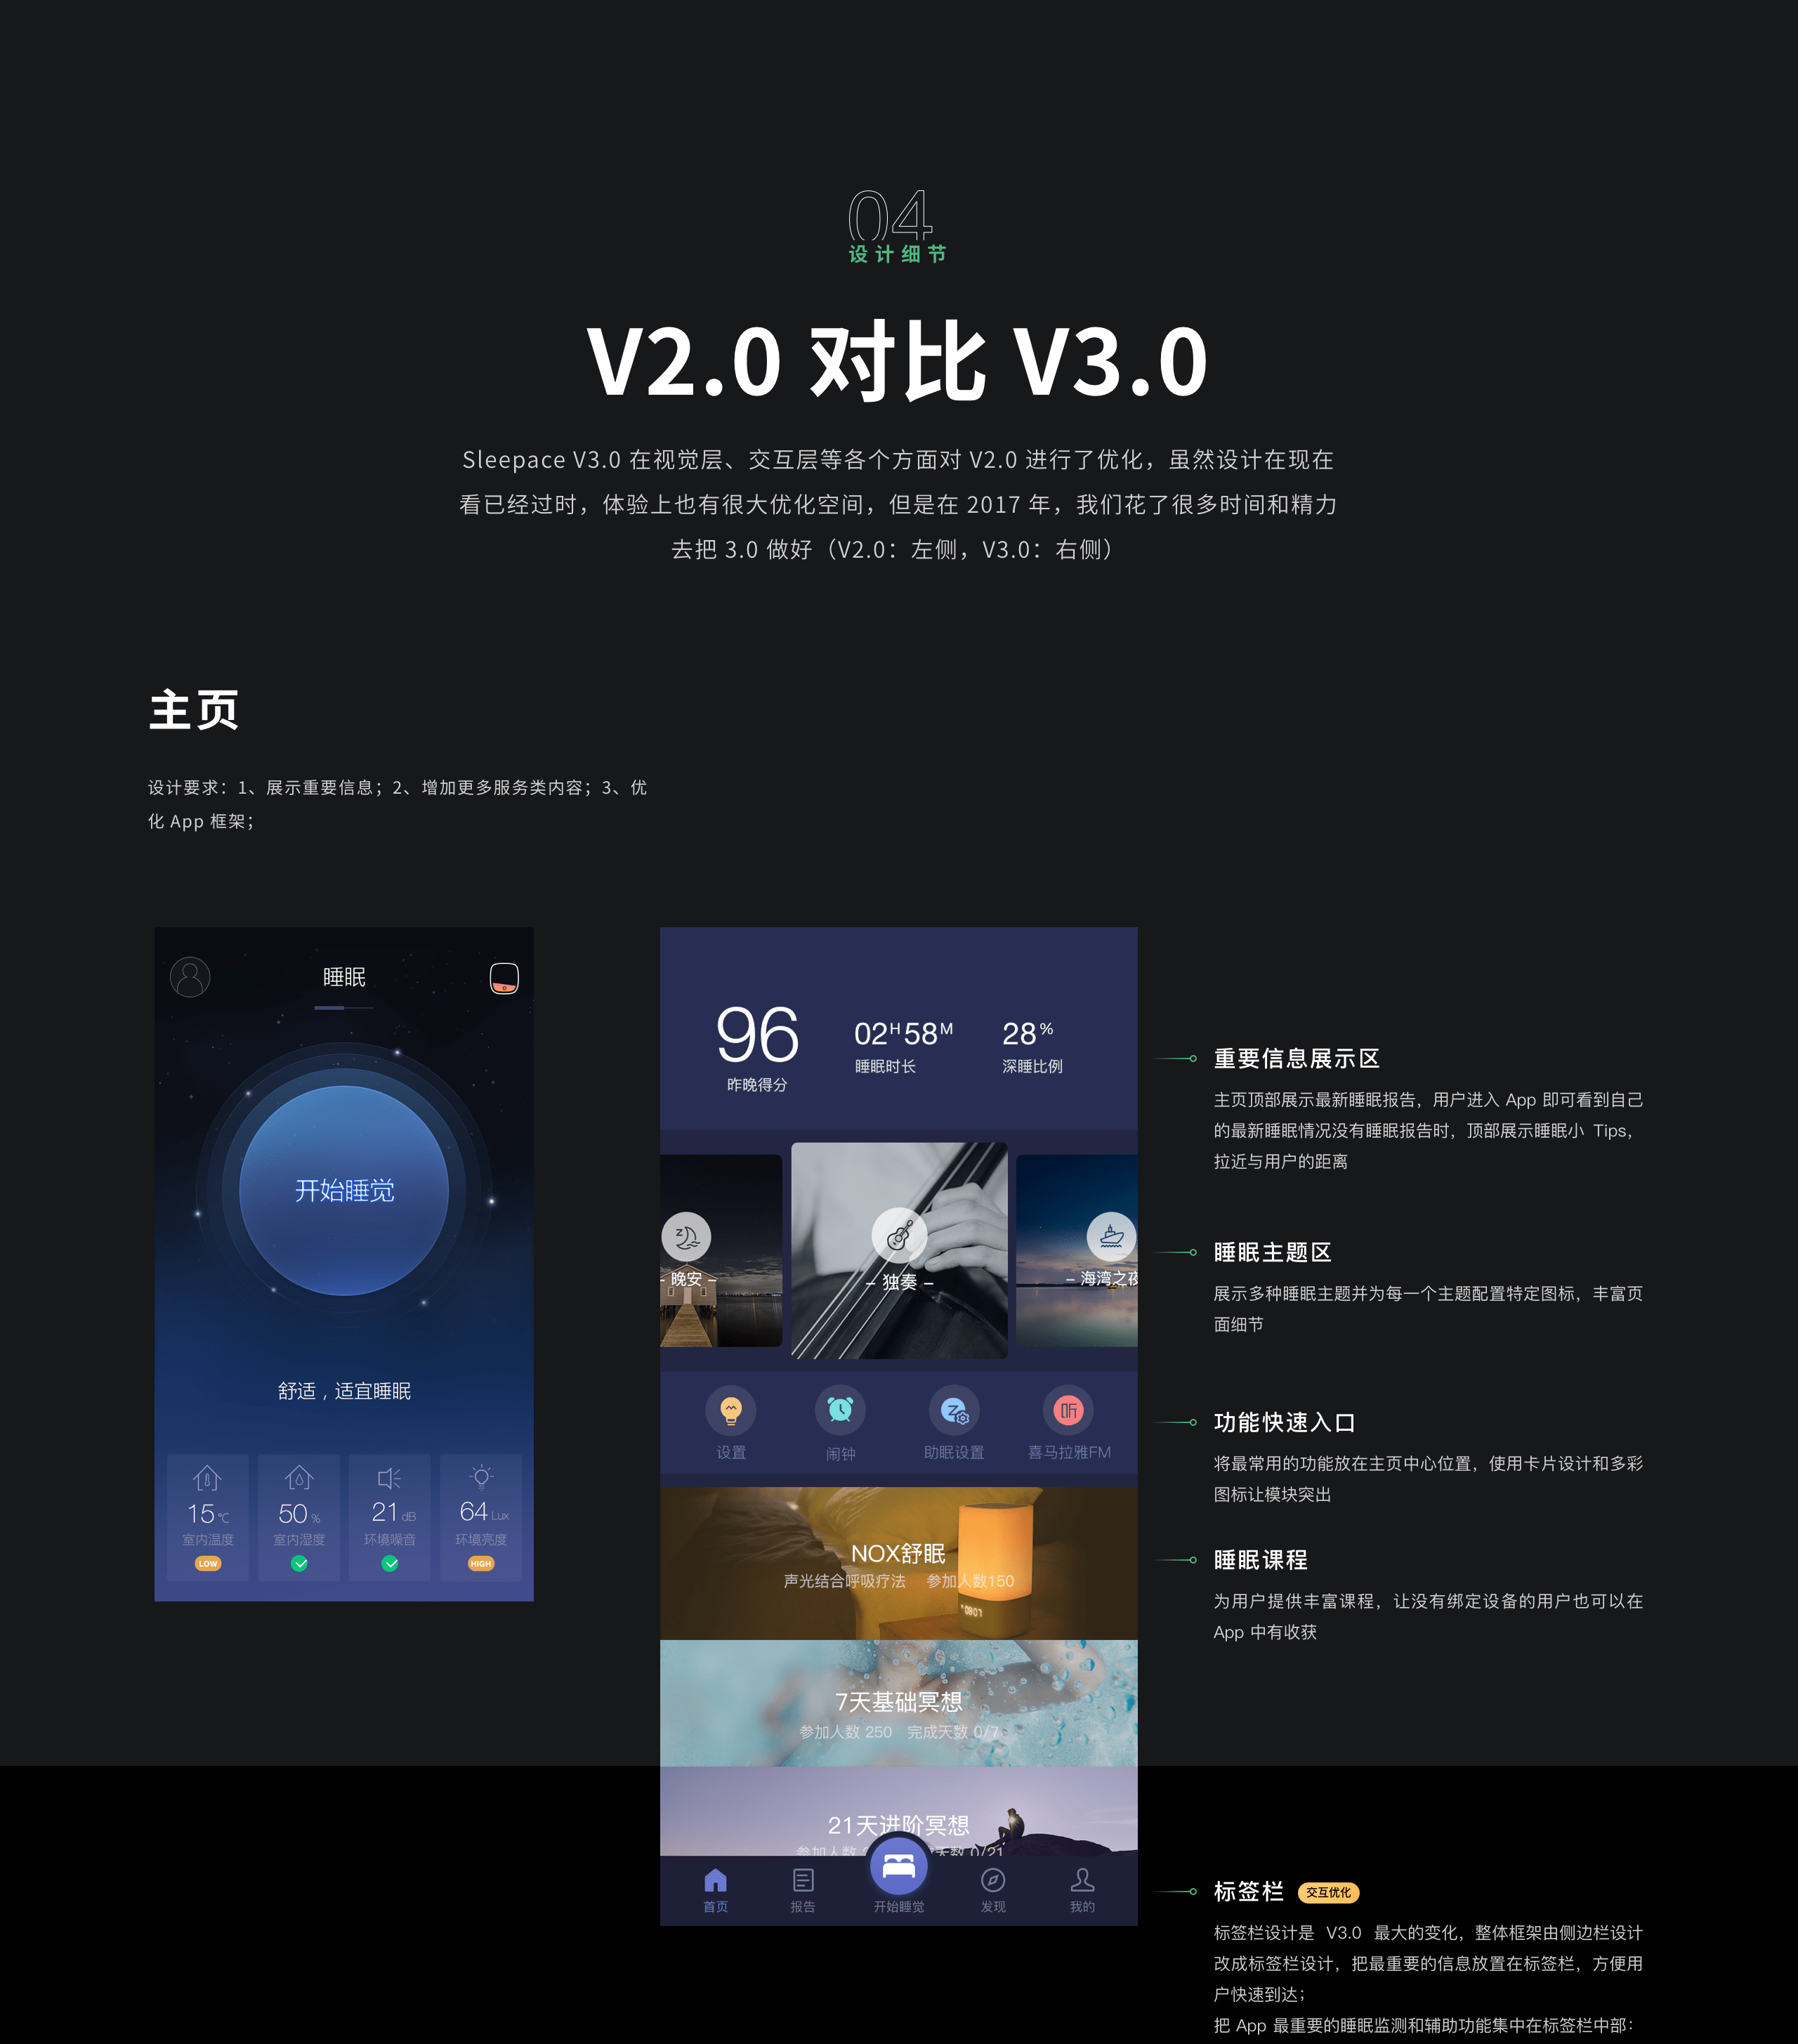 04
设计细节
V2.0 对比 V3.0
Sleepace V3.0 在视觉层、交互层等各个方面对 V2.0 进行了优化，虽然设计在现在
看已经过时，体验上也有很大优化空间，但是在 2017 年，我们花了很多时间和精力
去把 3.0 做好（V2.0：左侧，V3.0：右侧）
主页
设计要求：1、展示重要信息；2、增加更多服务类内容；3、优
化 App 框架；
睡眠
开始睡觉
舒适，适宜睡眠
15 ℃
室内温度
LOW
50 %
室内湿度
21 dB
环境噪音
64 Lux
环境亮度
HIGH
96
昨晚得分
02H58M
睡眠时长
28%
深睡比例
– 晚安 –
– 独奏 –
– 海湾之夜
设置
闹钟
助眠设置
听
喜马拉雅FM
NOX舒眠
声光结合呼吸疗法 参加人数150
0807
7天基础冥想
参加人数 250 完成天数 0/7
21天进阶冥想
参加人数
天数 0/21
首页
报告
开始睡觉
发现
我的
重要信息展示区
主页顶部展示最新睡眠报告，用户进入 App 即可看到自己
的最新睡眠情况没有睡眠报告时，顶部展示睡眠小 Tips，
拉近与用户的距离
睡眠主题区
展示多种睡眠主题并为每一个主题配置特定图标，丰富页
面细节
功能快速入口
将最常用的功能放在主页中心位置，使用卡片设计和多彩
图标让模块突出
睡眠课程
为用户提供丰富课程，让没有绑定设备的用户也可以在
App 中有收获
标签栏 交互优化
标签栏设计是 V3.0 最大的变化，整体框架由侧边栏设计
改成标签栏设计，把最重要的信息放置在标签栏，方便用
户快速到达；
把 App 最重要的睡眠监测和辅助功能集中在标签栏中部：